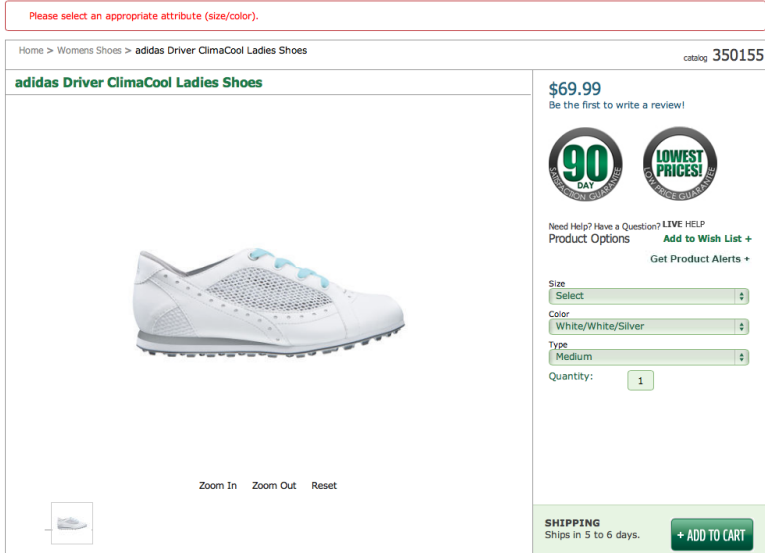 Please select an appropriate attribute (size/color).
Home > Womens Shoes > adidas Driver ClimaCool Ladies Shoes
catalog 350155
adidas Driver ClimaCool Ladies Shoes
$69.99
Be the first to write a review!
90
DAY
SATISFACTION GUARANTEE
LOWEST
PRICES!
LOW PRICE GUARANTEE
Need Help? Have a Question? LIVE HELP
Product Options
Add to Wish List +
Get Product Alerts +
Size
Select
Color
White/White/Silver
Type
Medium
Quantity:
1
Zoom In Zoom Out Reset
SHIPPING
Ships in 5 to 6 days.
+ ADD TO CART